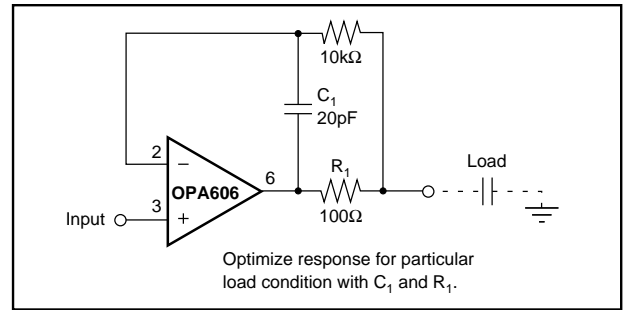 10kΩ
C₁
20pF
2
−
OPA606
6
R₁
100Ω
Load
Input
3
+
Optimize response for particular
load condition with C₁ and R₁.